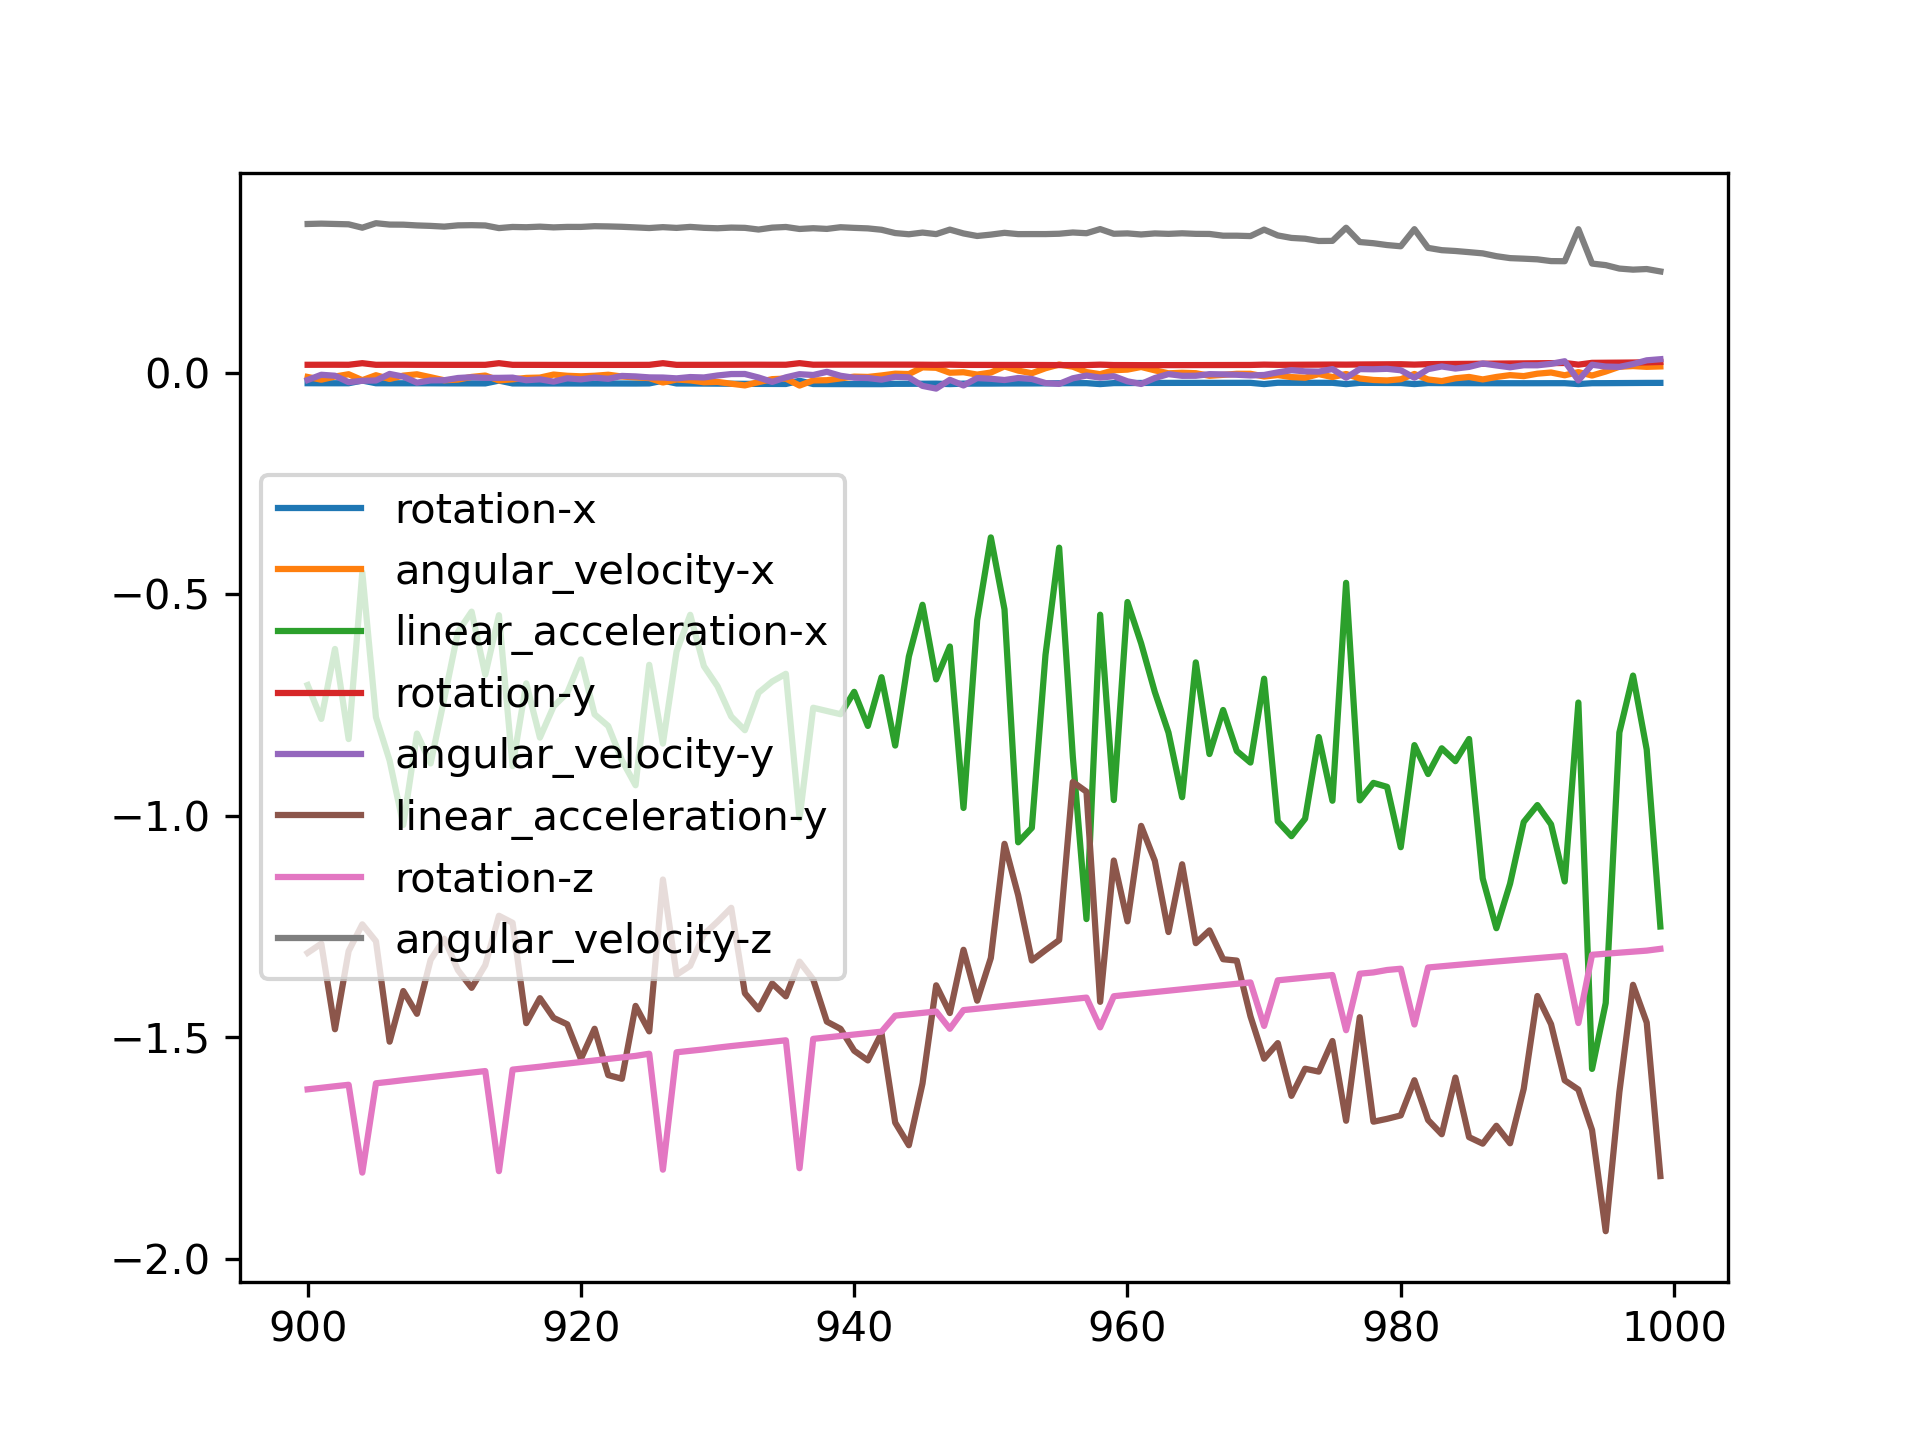 0.0
−0.5
−1.0
−1.5
−2.0
rotation-x
angular_velocity-x
linear_acceleration-x
rotation-y
angular_velocity-y
linear_acceleration-y
rotation-z
angular_velocity-z
900 920 940 960 980 1000